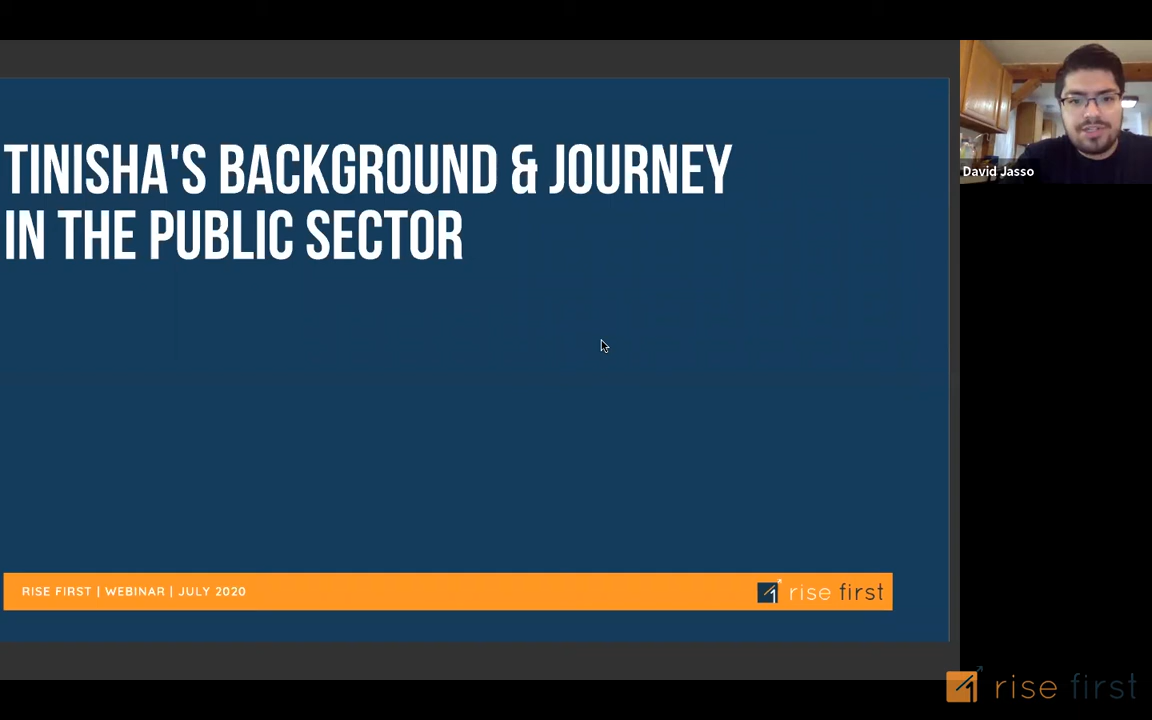 TINISHA'S BACKGROUND & JOURNEY
IN THE PUBLIC SECTOR
David Jasso
RISE FIRST | WEBINAR | JULY 2020
rise first
rise first